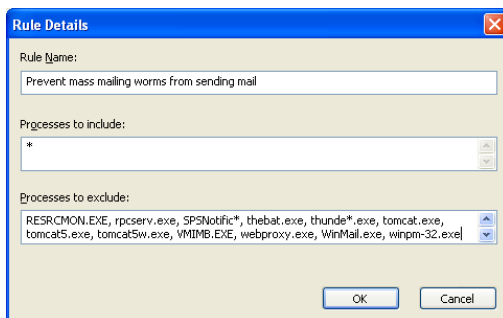 Rule Details
Rule Name:
Prevent mass mailing worms from sending mail
Processes to include:
*
Processes to exclude:
RESRCMON.EXE, rpcserv.exe, SPSNotific*, thebat.exe, thunde*.exe, tomcat.exe,
tomcat5.exe, tomcat5w.exe, VMIMB.EXE, webproxy.exe, WinMail.exe, winpm-32.exe
OK
Cancel